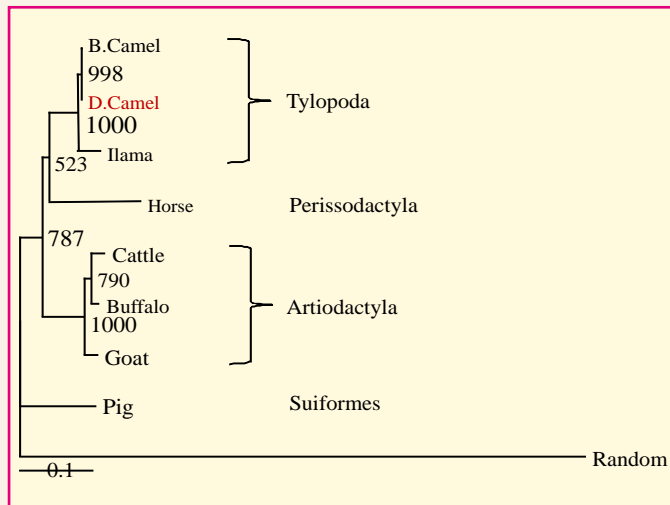 B.Camel
998
D.Camel
1000
Tylopoda
Ilama
523
Horse
Perissodactyla
787
Cattle
790
Buffalo
Artiodactyla
1000
Goat
Pig
Suiformes
Random
0.1